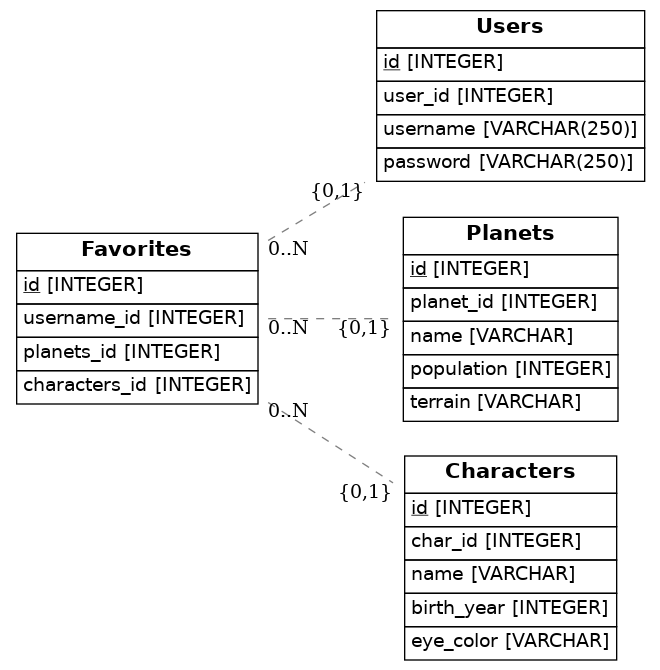 Users
id [INTEGER]
user_id [INTEGER]
username [VARCHAR(250)]
password [VARCHAR(250)]
{0,1}
0..N
Favorites
id [INTEGER]
username_id [INTEGER]
planets_id [INTEGER]
characters_id [INTEGER]
Planets
id [INTEGER]
planet_id [INTEGER]
name [VARCHAR]
population [INTEGER]
terrain [VARCHAR]
0..N
{0,1}
0..N
{0,1}
Characters
id [INTEGER]
char_id [INTEGER]
name [VARCHAR]
birth_year [INTEGER]
eye_color [VARCHAR]